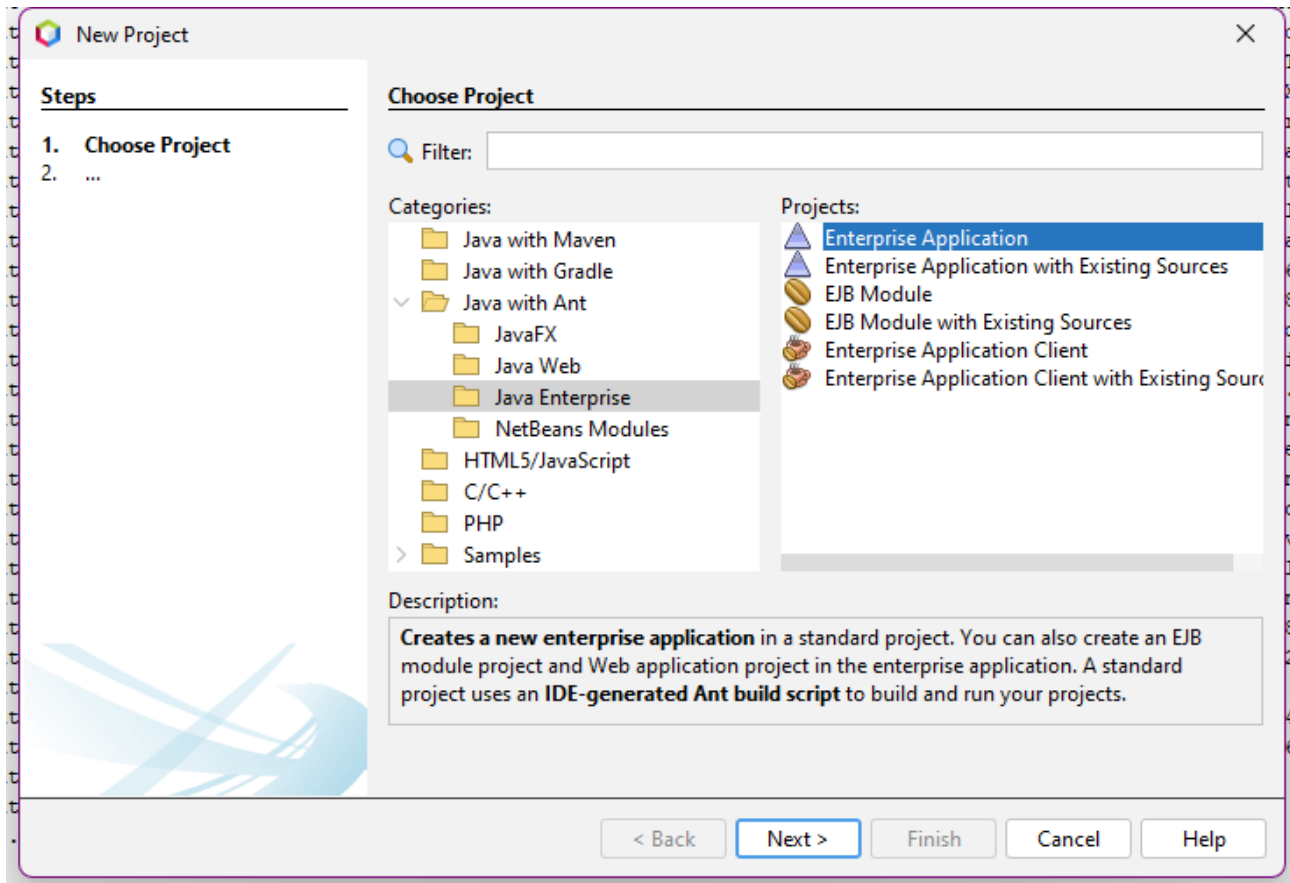 New Project
Steps
1. Choose Project
2. ...
Choose Project
Filter:
Categories:
Java with Maven
Java with Gradle
Java with Ant
JavaFX
Java Web
Java Enterprise
NetBeans Modules
HTML5/JavaScript
C/C++
PHP
Samples
Projects:
Enterprise Application
Enterprise Application with Existing Sources
EJB Module
EJB Module with Existing Sources
Enterprise Application Client
Enterprise Application Client with Existing Sourc
Description:
Creates a new enterprise application in a standard project. You can also create an EJB
module project and Web application project in the enterprise application. A standard
project uses an IDE-generated Ant build script to build and run your projects.
< Back
Next >
Finish
Cancel
Help